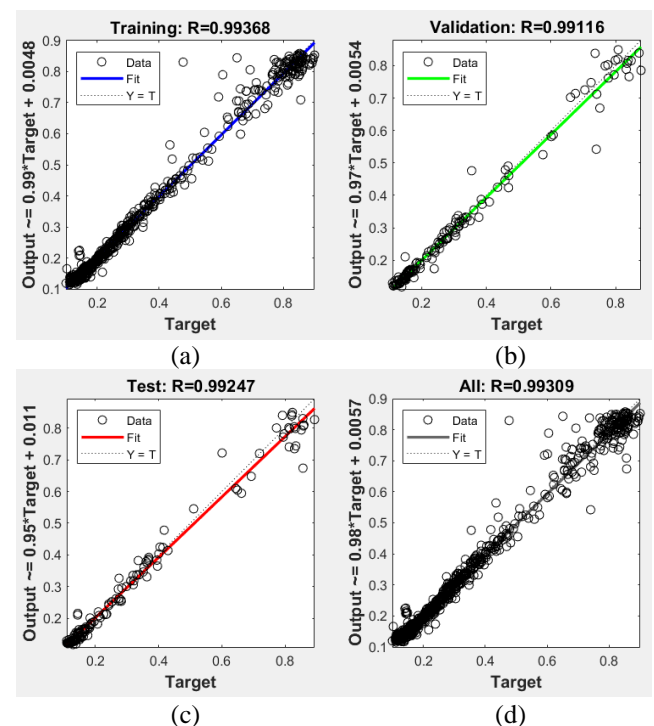 Training: R=0.99368
Output ~= 0.99*Target + 0.0048
0.9
0.8
0.7
0.6
0.5
0.4
0.3
0.2
0.1
Data
Fit
Y = T
0.2 0.4 0.6 0.8
Target
(a)
Validation: R=0.99116
Output ~= 0.97*Target + 0.0054
0.8
0.7
0.6
0.5
0.4
0.3
0.2
Data
Fit
Y = T
0.2 0.4 0.6 0.8
Target
(b)
Test: R=0.99247
Output ~= 0.95*Target + 0.011
0.8
0.7
0.6
0.5
0.4
0.3
0.2
Data
Fit
Y = T
0.2 0.4 0.6 0.8
Target
(c)
All: R=0.99309
Output ~= 0.98*Target + 0.0057
0.9
0.8
0.7
0.6
0.5
0.4
0.3
0.2
0.1
Data
Fit
Y = T
0.2 0.4 0.6 0.8
Target
(d)